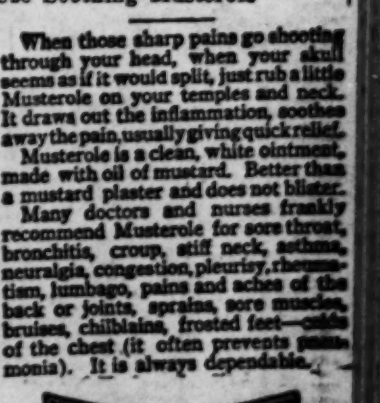 When those sharp pains go shooting
through your head, when your skull
seems as if it would split, just rub a little
Musterole on your temples and neck.
It draws out the inflammation, soothes
away the pain, usually giving quick relief.
Musterole is a clean, white ointment,
made with oil of mustard. Better than
a mustard plaster and does not blister.
Many doctors and nurses frankly
recommend Musterole for sore throat,
bronchitis, croup, stiff neck, asthma,
neuralgia, congestion, pleurisy, rheuma-
tism, lumbago, pains and aches of the
back or joints, sprains, sore muscles,
bruises, chilblains, frosted feet—colds
of the chest (it often prevents pneu-
monia). It is always dependable.